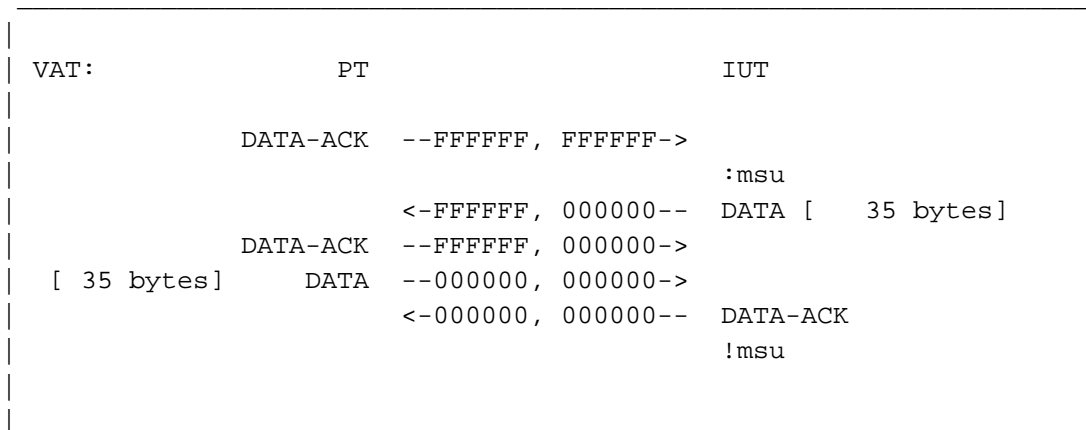 VAT: PT IUT
DATA-ACK --FFFFFF, FFFFFF->
:msu
<-FFFFFF, 000000-- DATA [ 35 bytes]
DATA-ACK --FFFFFF, 000000->
[ 35 bytes] DATA --000000, 000000->
<-000000, 000000-- DATA-ACK
!msu